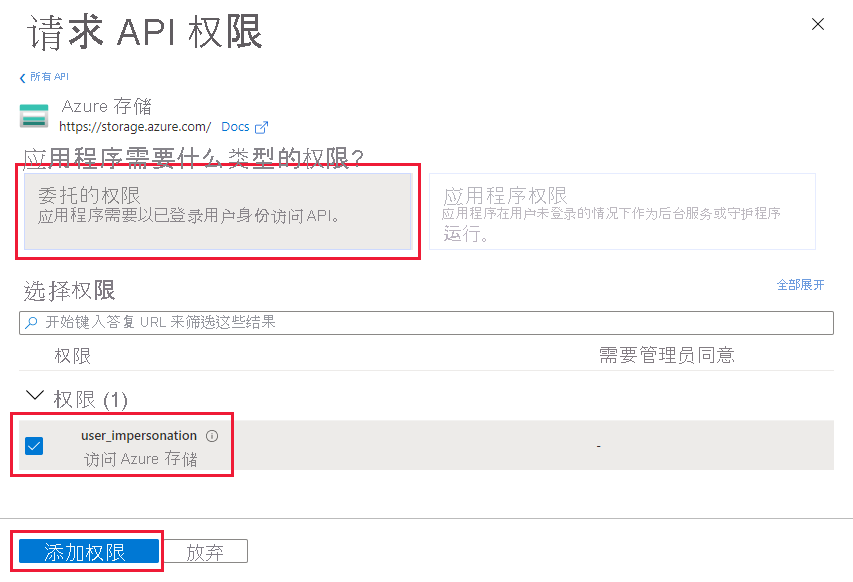 请求 API 权限
所有 API
Azure 存储
https://storage.azure.com/ Docs
应用程序需要什么类型的权限?
委托的权限
应用程序需要以已登录用户身份访问 API。
应用程序权限
应用程序在用户未登录的情况下作为后台服务或守护程序
运行。
选择权限
全部展开
开始键入答复 URL 来筛选这些结果
权限 需要管理员同意
权限 (1)
user_impersonation
访问 Azure 存储
-
添加权限 放弃